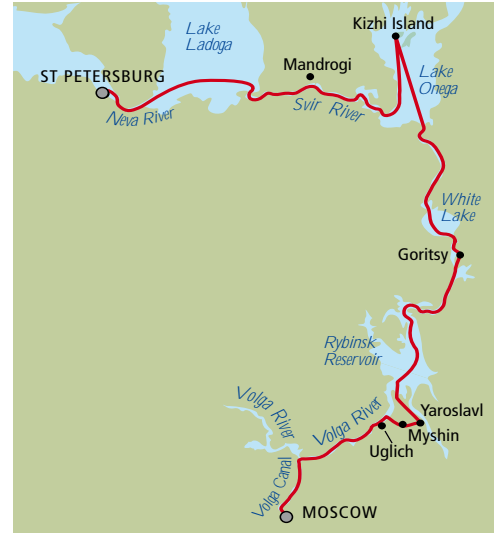 Kizhi Island
Lake
Ladoga
Mandrogi
ST PETERSBURG
Lake
Onega
Neva River
Svir River
White
Lake
Goritsy
Rybinsk
Reservoir
Volga River
Volga River
Yaroslavl
Myshin
Uglich
Volga Canal
MOSCOW